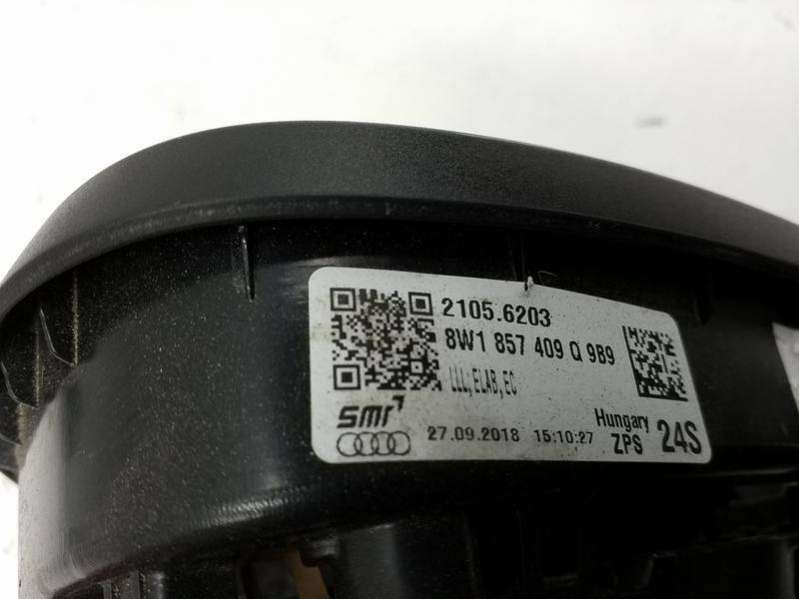 2105.6203
8W1 857 409 Q 9B9
LLL; ELAB, EC
smr
27.09.2018 15:10:27
Hungary
ZPS 24S